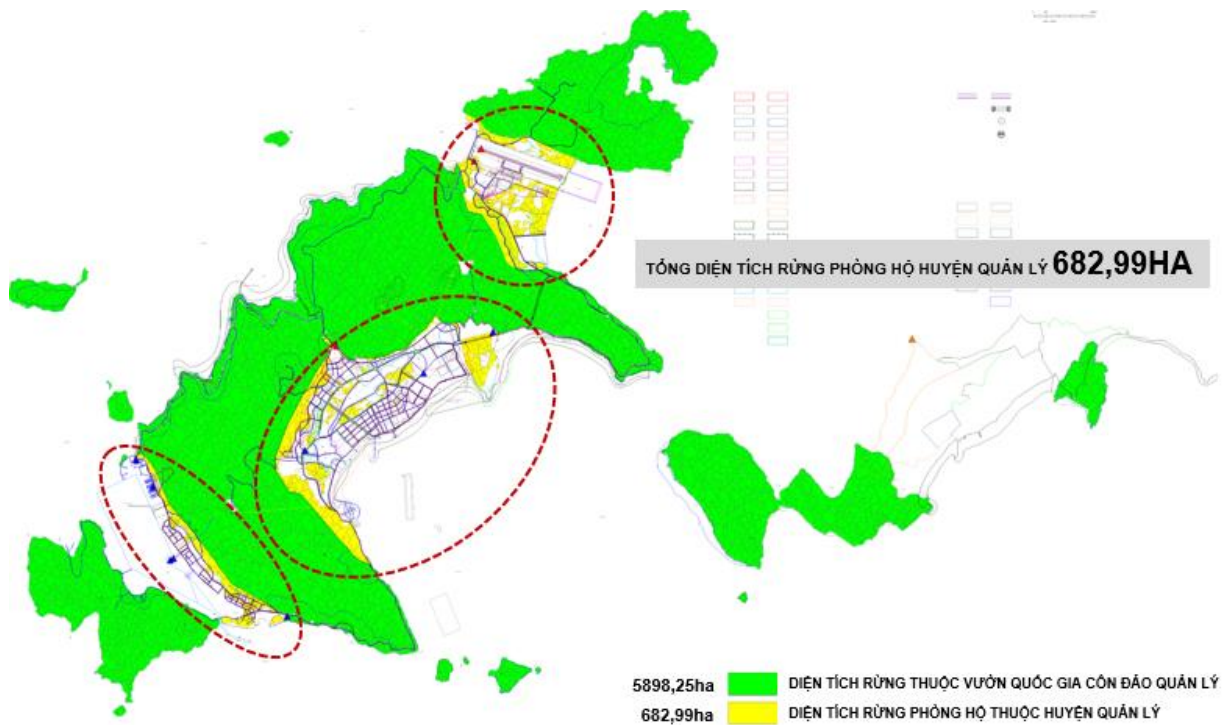 TỔNG DIỆN TÍCH RỪNG PHÒNG HỘ HUYỆN QUẢN LÝ 682,99HA
5898,25ha DIỆN TÍCH RỪNG THUỘC VƯỜN QUỐC GIA CÔN ĐẢO QUẢN LÝ
682,99ha DIỆN TÍCH RỪNG PHÒNG HỘ THUỘC HUYỆN QUẢN LÝ